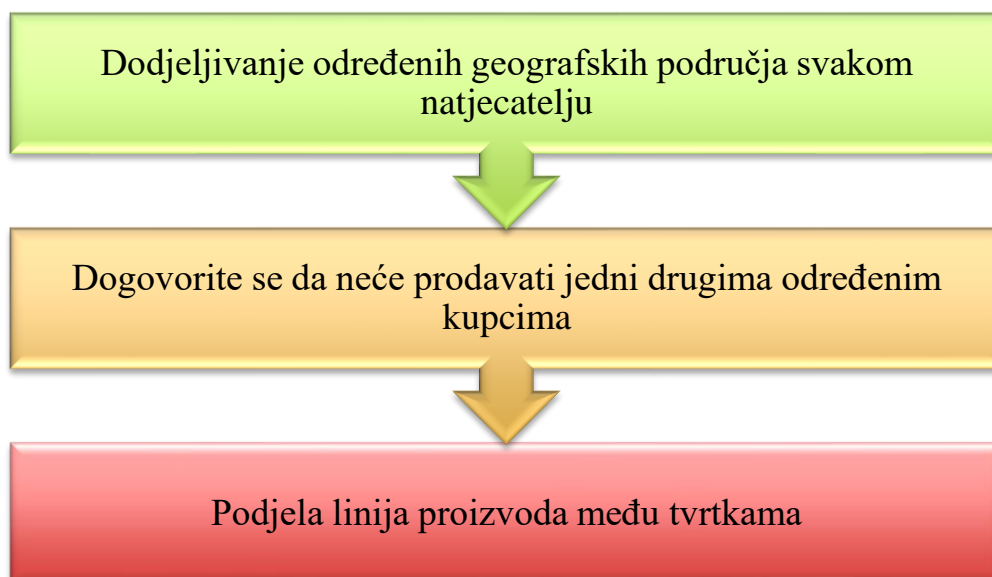 Dodjeljivanje određenih geografskih područja svakom
natjecatelju
Dogovorite se da neće prodavati jedni drugima određenim
kupcima
Podjela linija proizvoda među tvrtkama